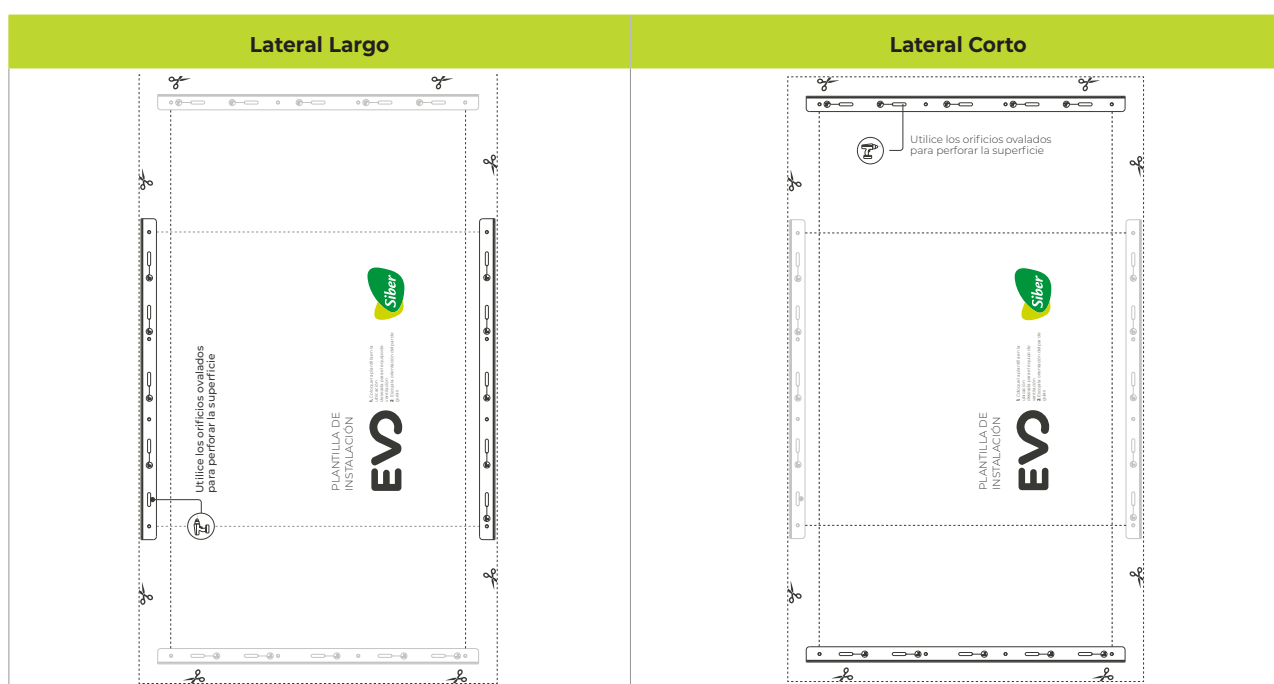 Lateral Largo
Utilice los orificios ovalados
para perforar la superficie
PLANTILLA DE
INSTALACIÓN
EVO
Siber
Lateral Corto
Utilice los orificios ovalados
para perforar la superficie
PLANTILLA DE
INSTALACIÓN
EVO
Siber